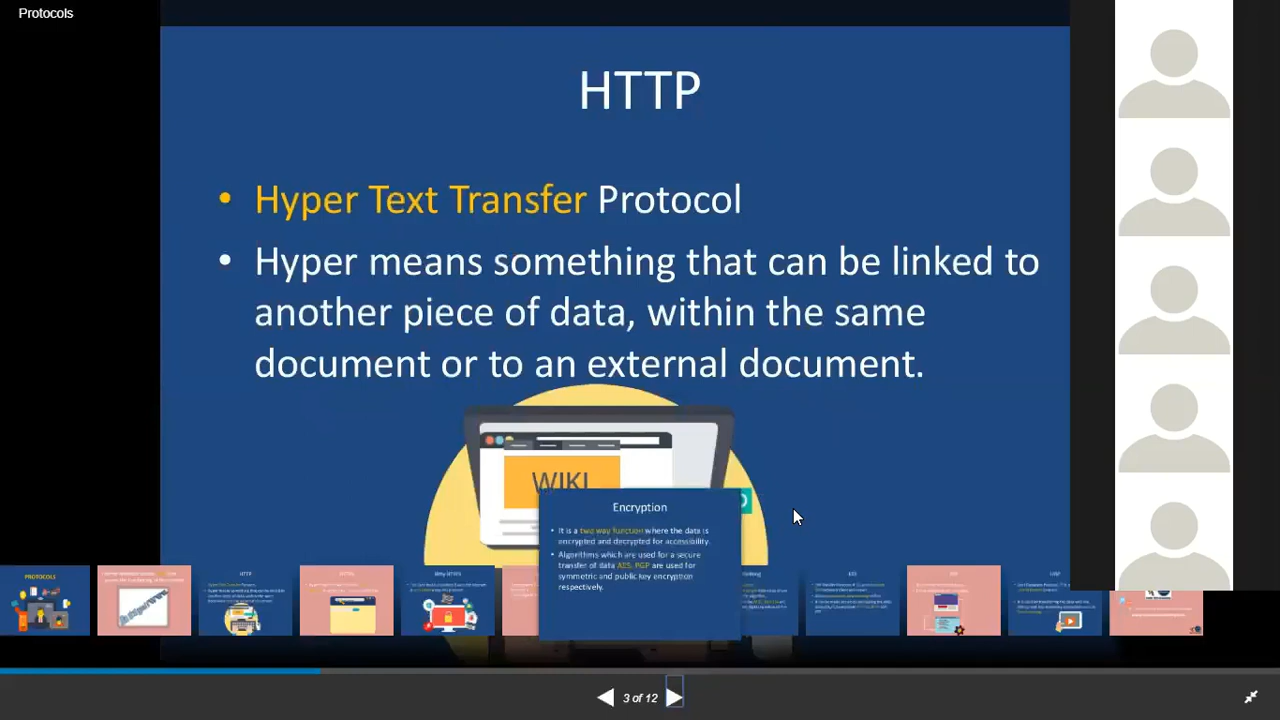 Protocols
HTTP
• Hyper Text Transfer Protocol
• Hyper means something that can be linked to
another piece of data, within the same
document or to an external document.
WIKI
Encryption
• It is a two way function where the data is
encrypted and decrypted for accessibility.
• Algorithms which are used for a secure
transfer of data AES, PGP are used for
symmetric and public key encryption
respectively.
PROTOCOLS
HTTP
3 of 12